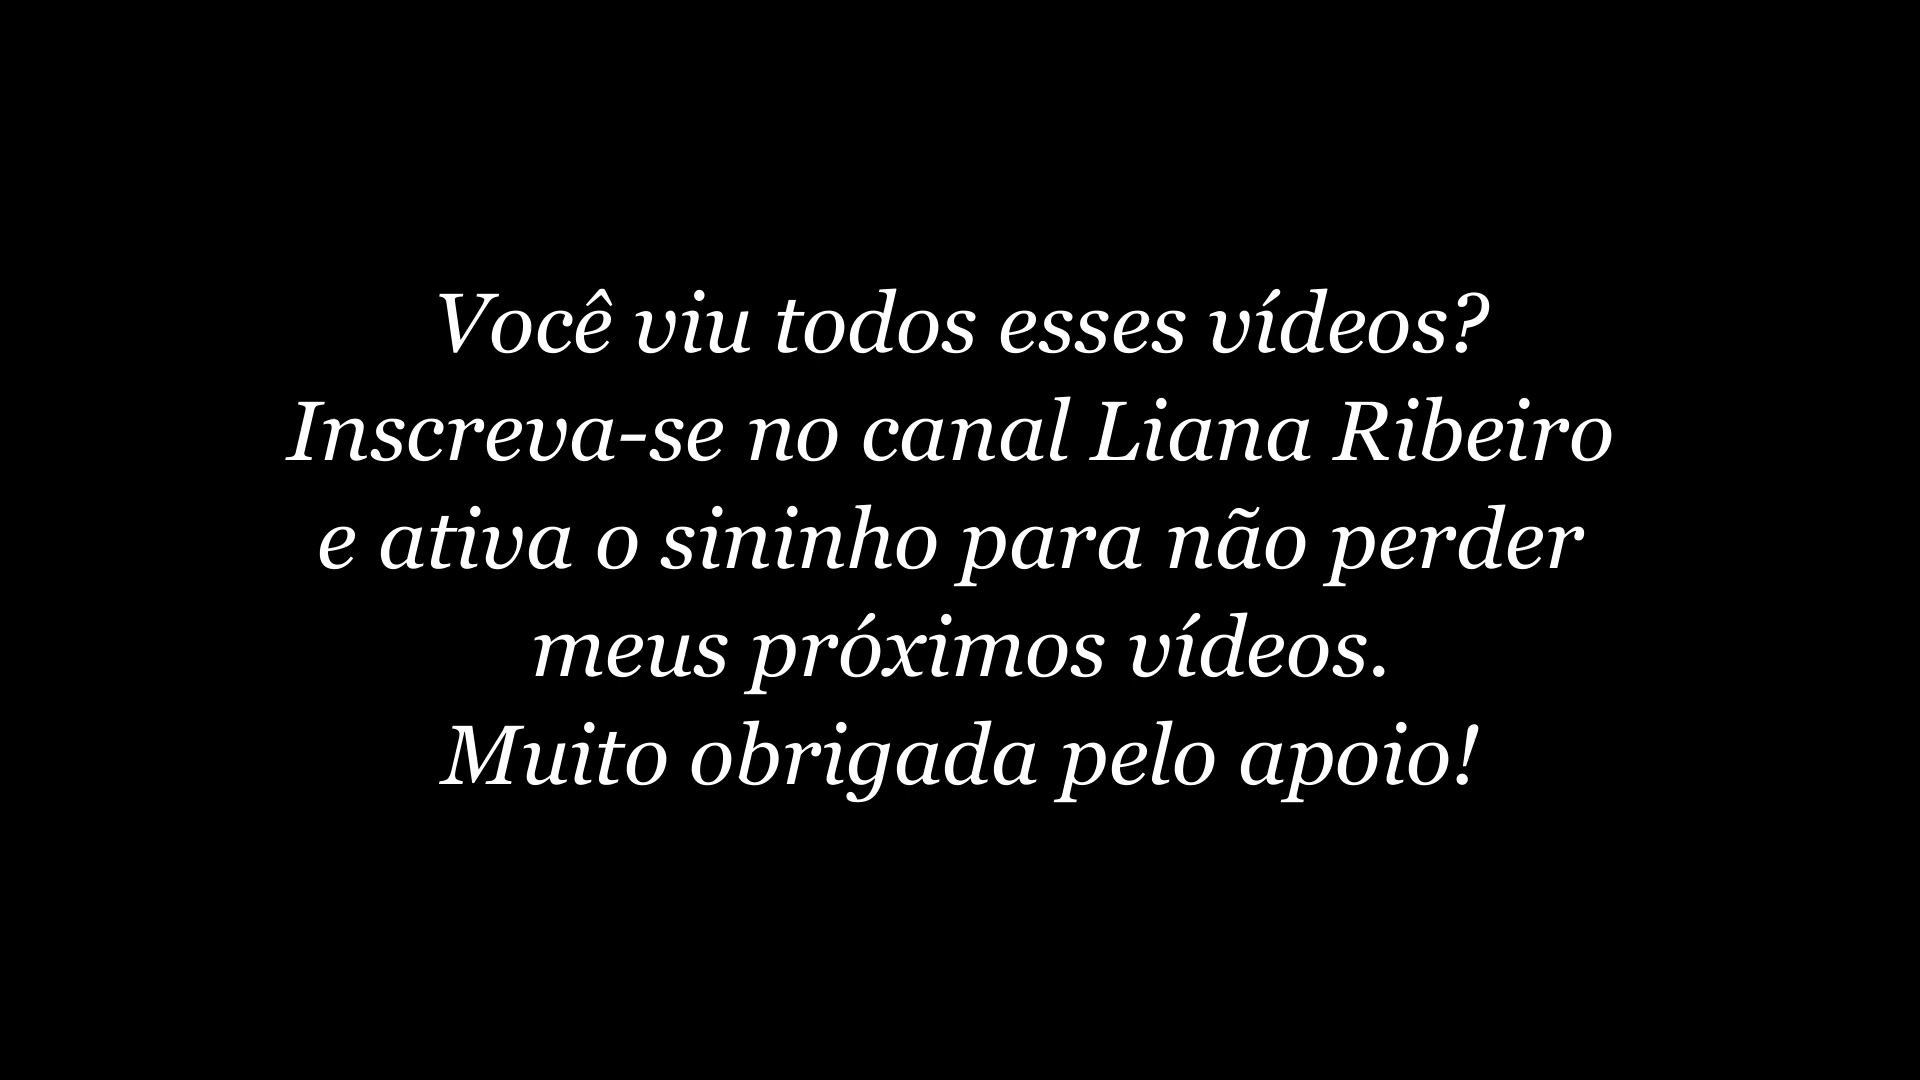 Você viu todos esses vídeos?
Inscreva-se no canal Liana Ribeiro
e ativa o sininho para não perder
meus próximos vídeos.
Muito obrigada pelo apoio!